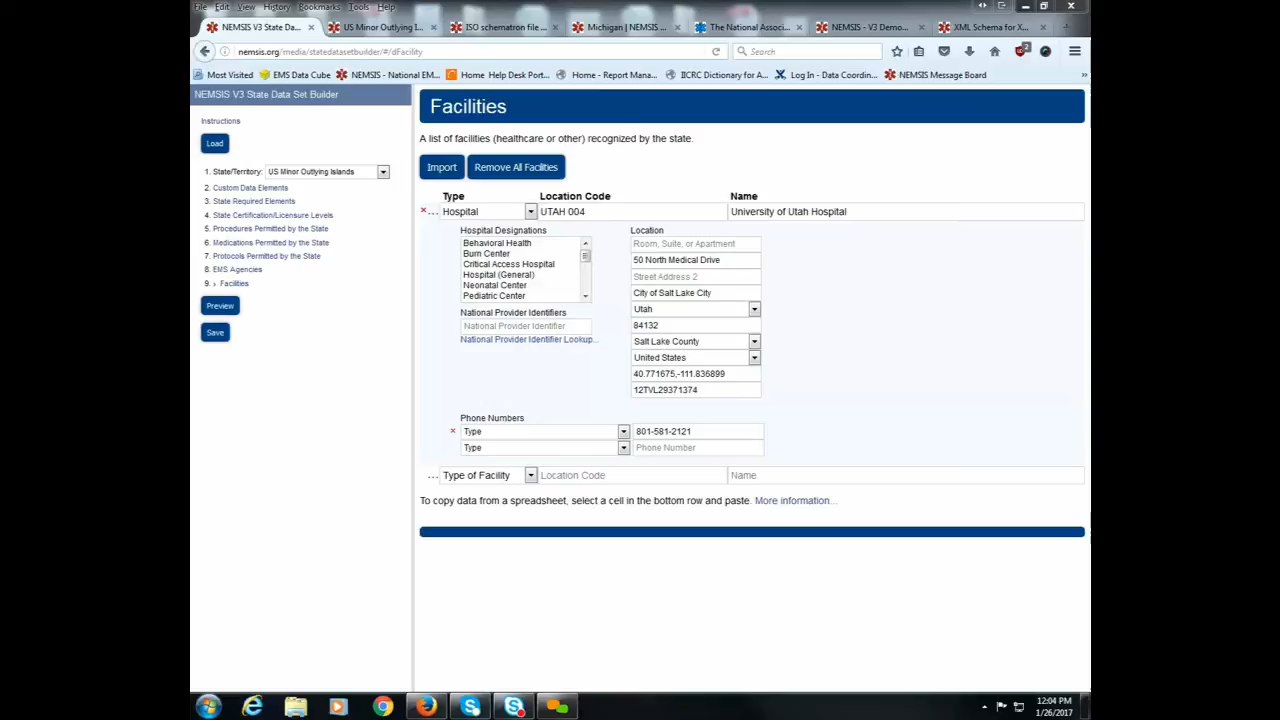 File Edit View History Bookmarks Tools Help
NEMSIS V3 State Da... US Minor Outlying I... ISO schematron file ... Michigan | NEMSIS ... The National Associ... NEMSIS - V3 Demo... XML Schema for X...
nemsis.org/media/statedatasetbuilder/#/dFacility Search
Most Visited EMS Data Cube NEMSIS - National EM... Home Help Desk Port... Home - Report Mana... IICRC Dictionary for A... Log In - Data Coordin... NEMSIS Message Board
NEMSIS V3 State Data Set Builder
Instructions
Load
1. State/Territory: US Minor Outlying Islands
2. Custom Data Elements
3. State Required Elements
4. State Certification/Licensure Levels
5. Procedures Permitted by the State
6. Medications Permitted by the State
7. Protocols Permitted by the State
8. EMS Agencies
9. › Facilities
Preview
Save
Facilities
A list of facilities (healthcare or other) recognized by the state.
Import Remove All Facilities
Type Location Code Name
... Hospital UTAH 004 University of Utah Hospital
Hospital Designations
Behavioral Health
Burn Center
Critical Access Hospital
Hospital (General)
Neonatal Center
Pediatric Center
National Provider Identifiers
National Provider Identifier
National Provider Identifier Lookup...
Location
Room, Suite, or Apartment
50 North Medical Drive
Street Address 2
City of Salt Lake City
Utah
84132
Salt Lake County
United States
40.771675,-111.836899
12TVL29371374
Phone Numbers
Type 801-581-2121
Type Phone Number
... Type of Facility Location Code Name
To copy data from a spreadsheet, select a cell in the bottom row and paste. More information...
12:04 PM
1/26/2017